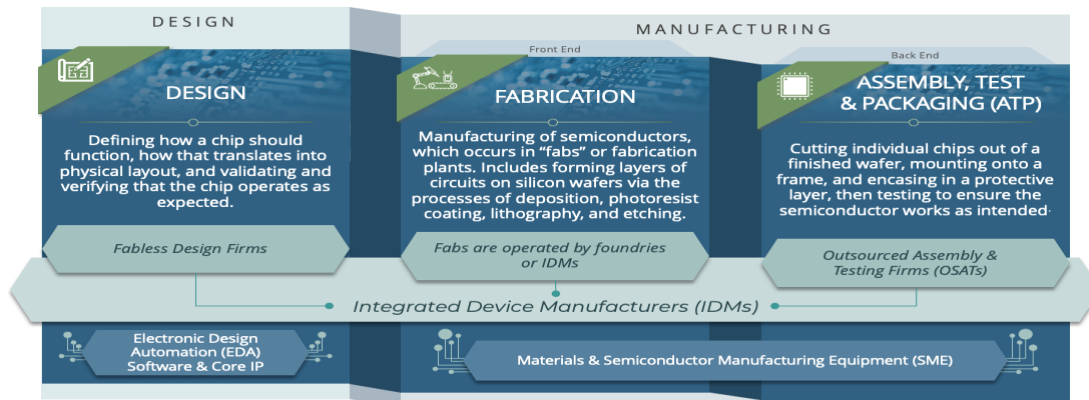 DESIGN
MANUFACTURING
Front End
Back End
DESIGN
Defining how a chip should
function, how that translates into
physical layout, and validating and
verifying that the chip operates as
expected.
Fabless Design Firms
FABRICATION
Manufacturing of semiconductors,
which occurs in “fabs” or fabrication
plants. Includes forming layers of
circuits on silicon wafers via the
processes of deposition, photoresist
coating, lithography, and etching.
Fabs are operated by foundries
or IDMs
ASSEMBLY, TEST
& PACKAGING (ATP)
Cutting individual chips out of a
finished wafer, mounting onto a
frame, and encasing in a protective
layer, then testing to ensure the
semiconductor works as intended.
Outsourced Assembly &
Testing Firms (OSATs)
Integrated Device Manufacturers (IDMs)
Electronic Design
Automation (EDA)
Software & Core IP
Materials & Semiconductor Manufacturing Equipment (SME)